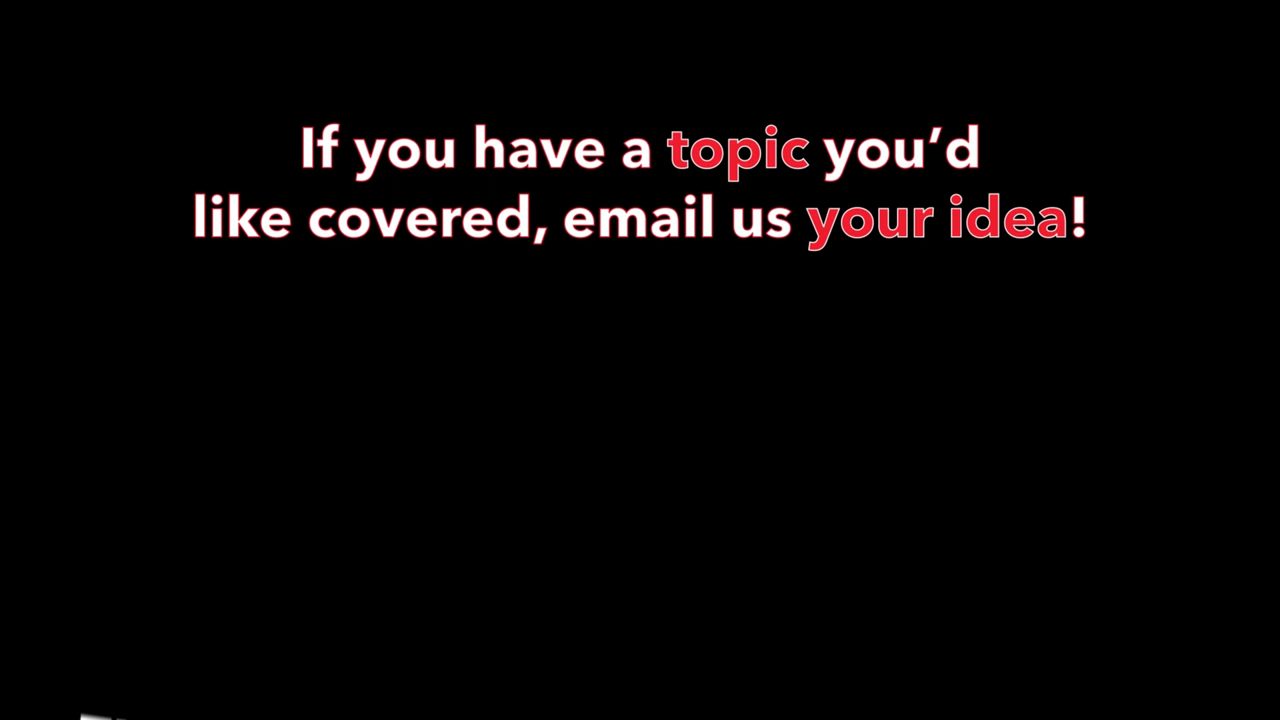 If you have a topic you’d
like covered, email us your idea!